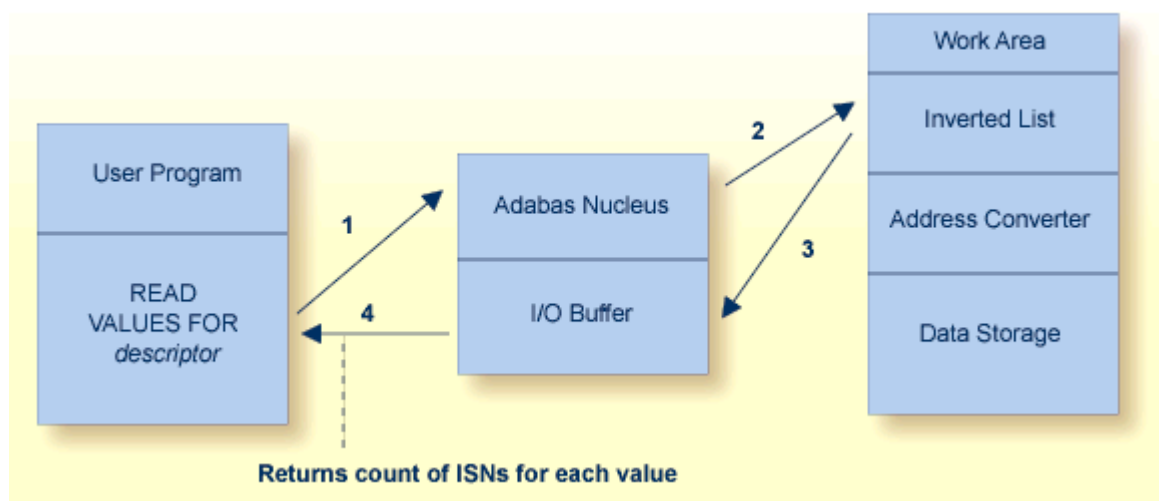 User Program
READ
VALUES FOR
descriptor
1
4
Adabas Nucleus
I/O Buffer
2
3
Work Area
Inverted List
Address Converter
Data Storage
Returns count of ISNs for each value